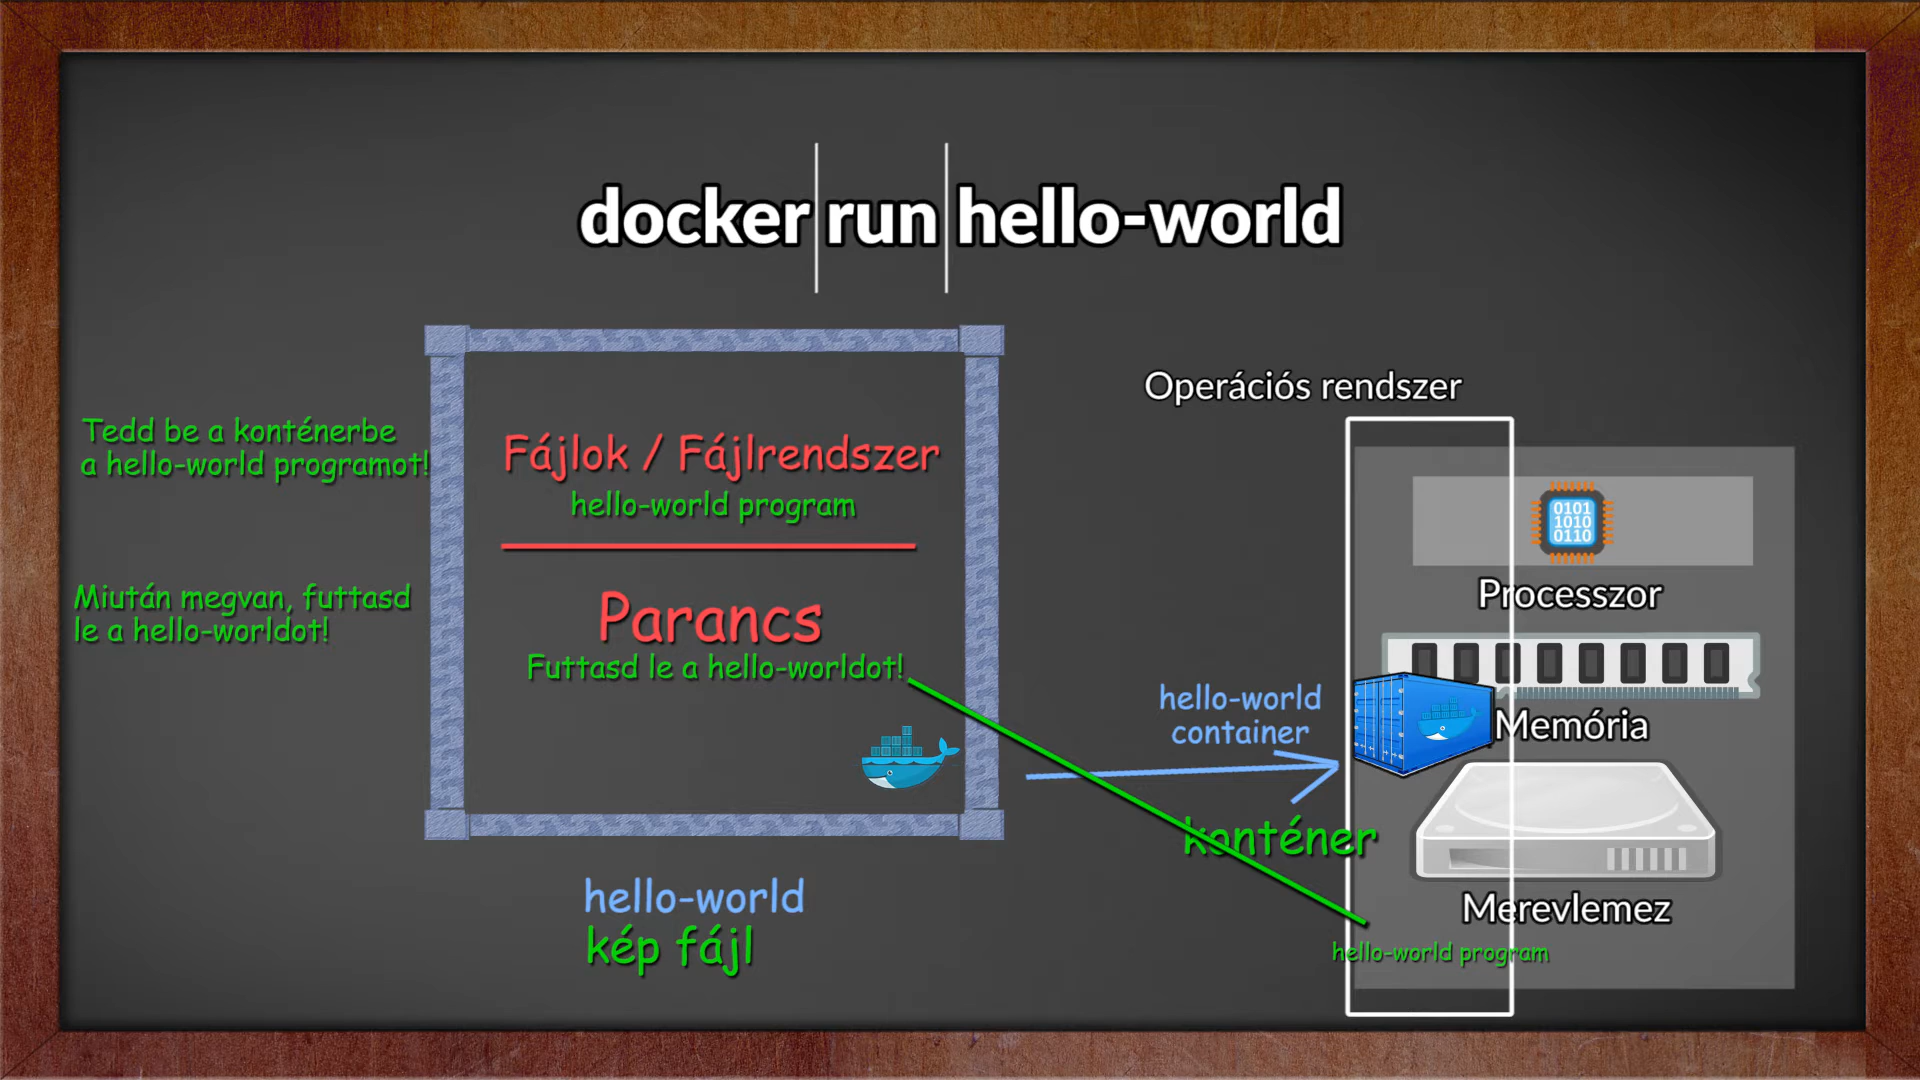 docker run hello-world
Tedd be a konténerbe
a hello-world programot!
Miután megvan, futtasd
le a hello-worldot!
Fájlok / Fájlrendszer
hello-world program
Parancs
Futtasd le a hello-worldot!
hello-world
kép fájl
Operációs rendszer
0101
1010
0110
Processzor
hello-world
container
Memória
konténer
Merevlemez
hello-world program